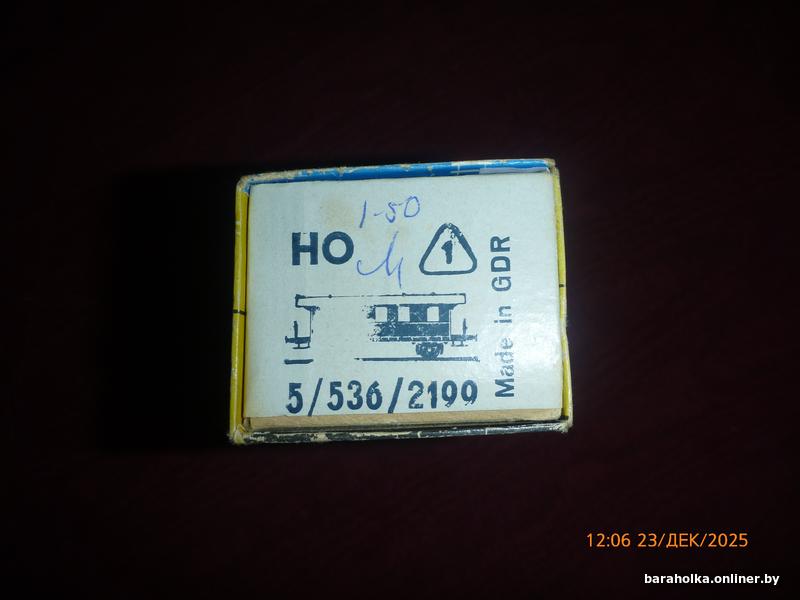 1-50
HO
1
Made in GDR
5/536/2199
12:06 23/ДЕК/2025
baraholka.onliner.by